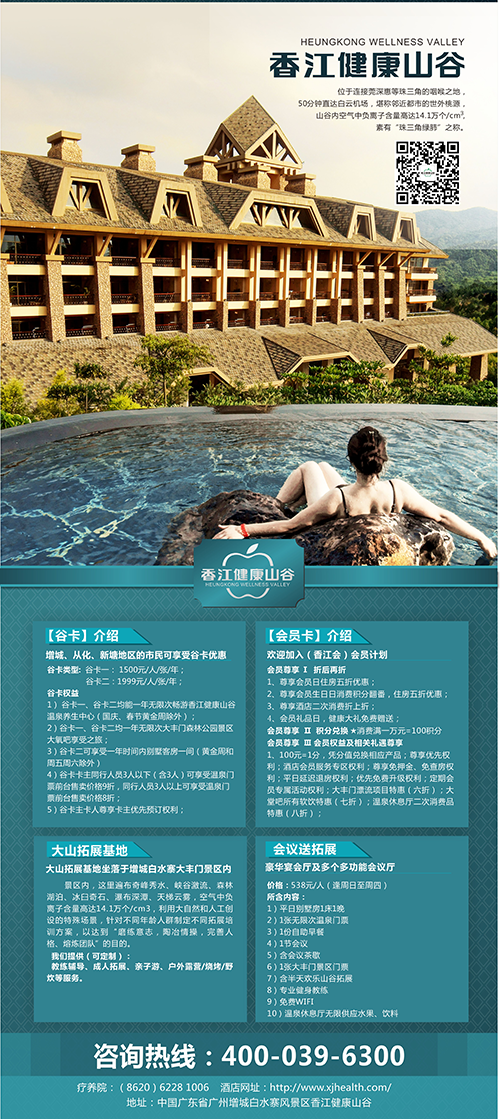 HEUNGKONG WELLNESS VALLEY
香江健康山谷
位于连接莞深惠等珠三角的咽喉之地，
50分钟直达白云机场，堪称邻近都市的世外桃源，
山谷内空气中负离子含量高达14.1万个/cm³,
素有“珠三角绿肺”之称。
香江健康山谷
HEUNGKONG WELLNESS VALLEY
【谷卡】介绍
增城、从化、新塘地区的市民可享受谷卡优惠
谷卡类型: 谷卡一： 1500元/人/张/年；
谷卡二：1999元/人/张/年；
谷卡权益
1）谷卡一、谷卡二均能一年无限次畅游香江健康山谷
温泉养生中心（国庆、春节黄金周除外）；
2）谷卡一、谷卡二均一年无限次大丰门森林公园景区
大氧吧享受之旅；
3）谷卡二可享受一年时间内别墅客房一间（黄金周和
周五周六除外）
4）谷卡卡主同行人员3人以下（含3人）可享受温泉门
票前台售卖价格9折，同行人员3人以上可享受温泉门
票前台售卖价格8折；
5）谷卡主卡人尊享卡主优先预订权利；
【会员卡】介绍
欢迎加入（香江会）会员计划
会员尊享 Ⅰ 折后再折
1、尊享会员日住房五折优惠；
2、尊享会员生日日消费积分翻番，住房五折优惠；
3、尊享酒店二次消费折上折；
4、会员礼品日，健康大礼免费赠送；
会员尊享 Ⅱ 积分兑换 ★消费满一万元=100积分
会员尊享 Ⅲ 会员权益及相关礼遇尊享
1、100元=1分，凭分值兑换相应产品；尊享优先权
利；酒店会员服务专区权利；尊享免押金、免查房权
利；平日延迟退房权利；优先免费升级权利；定期会
员专属活动权利；大丰门漂流项目特惠（六折）；大
堂吧所有软饮特惠（七折）；温泉休息厅二次消费品
特惠（八折）；
大山拓展基地
大山拓展基地坐落于增城白水寨大丰门景区内
景区内，这里遍布奇峰秀水、峡谷激流、森林
湖泊、冰臼奇石、瀑布深潭、天梯云雾，空气中负
离子含量高达14.1万个/cm3，利用大自然和人工创
设的特殊场景，针对不同年龄人群制定不同拓展培
训方案，以达到“磨练意志，陶冶情操，完善人
格、熔炼团队”的目的。
我们提供（可定制）：
教练辅导、成人拓展、亲子游、户外露营/烧烤/野
炊等服务。
会议送拓展
豪华宴会厅及多个多功能会议厅
价格：538元/人（逢周日至周四）
所含内容：
1）平日别墅房1床1晚
2）1张无限次温泉门票
3）1份自助早餐
4）1节会议
5）含会议茶歇
6）1张大丰门景区门票
7）含半天欢乐山谷拓展
8）专业健身教练
9）免费WIFI
10）温泉休息厅无限供应水果、饮料
咨询热线：400-039-6300
疗养院：（8620）6228 1006 酒店网址：http://www.xjhealth.com/
地址：中国广东省广州增城白水寨风景区香江健康山谷